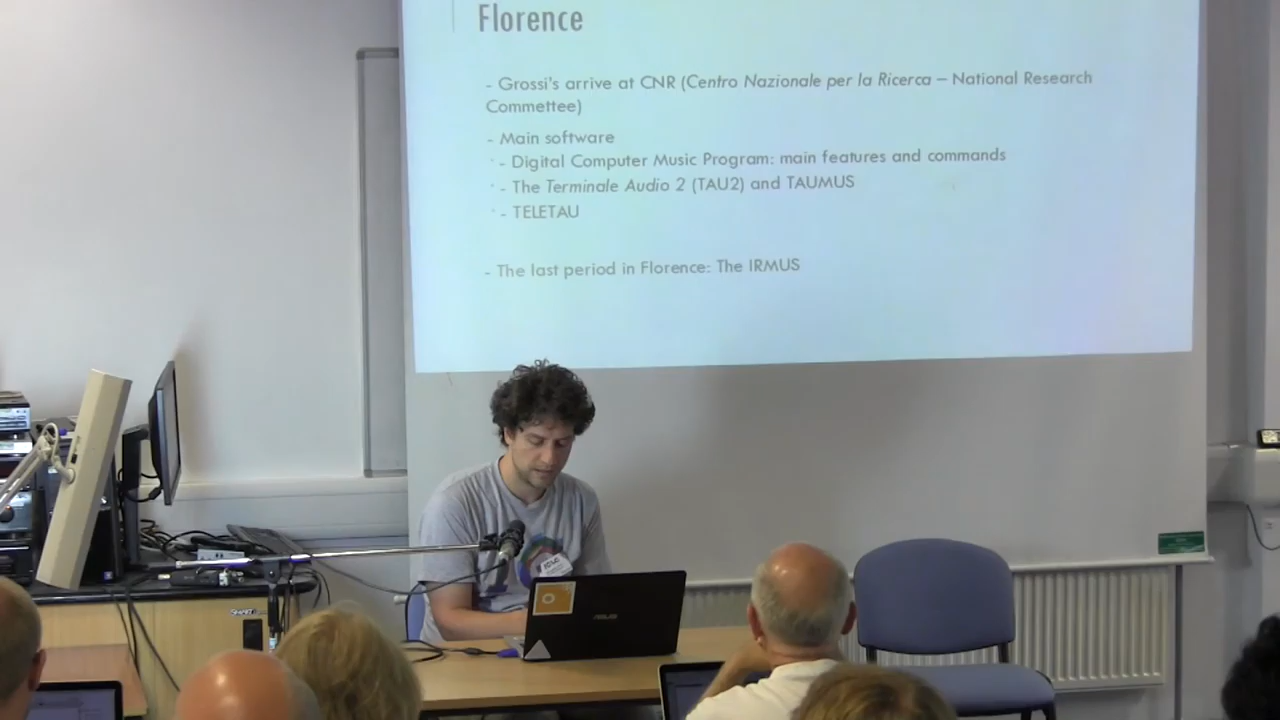 Florence
- Grossi's arrive at CNR (Centro Nazionale per la Ricerca – National Research
Commettee)
- Main software
- Digital Computer Music Program: main features and commands
- The Terminale Audio 2 (TAU2) and TAUMUS
- TELETAU
- The last period in Florence: The IRMUS
ASUS